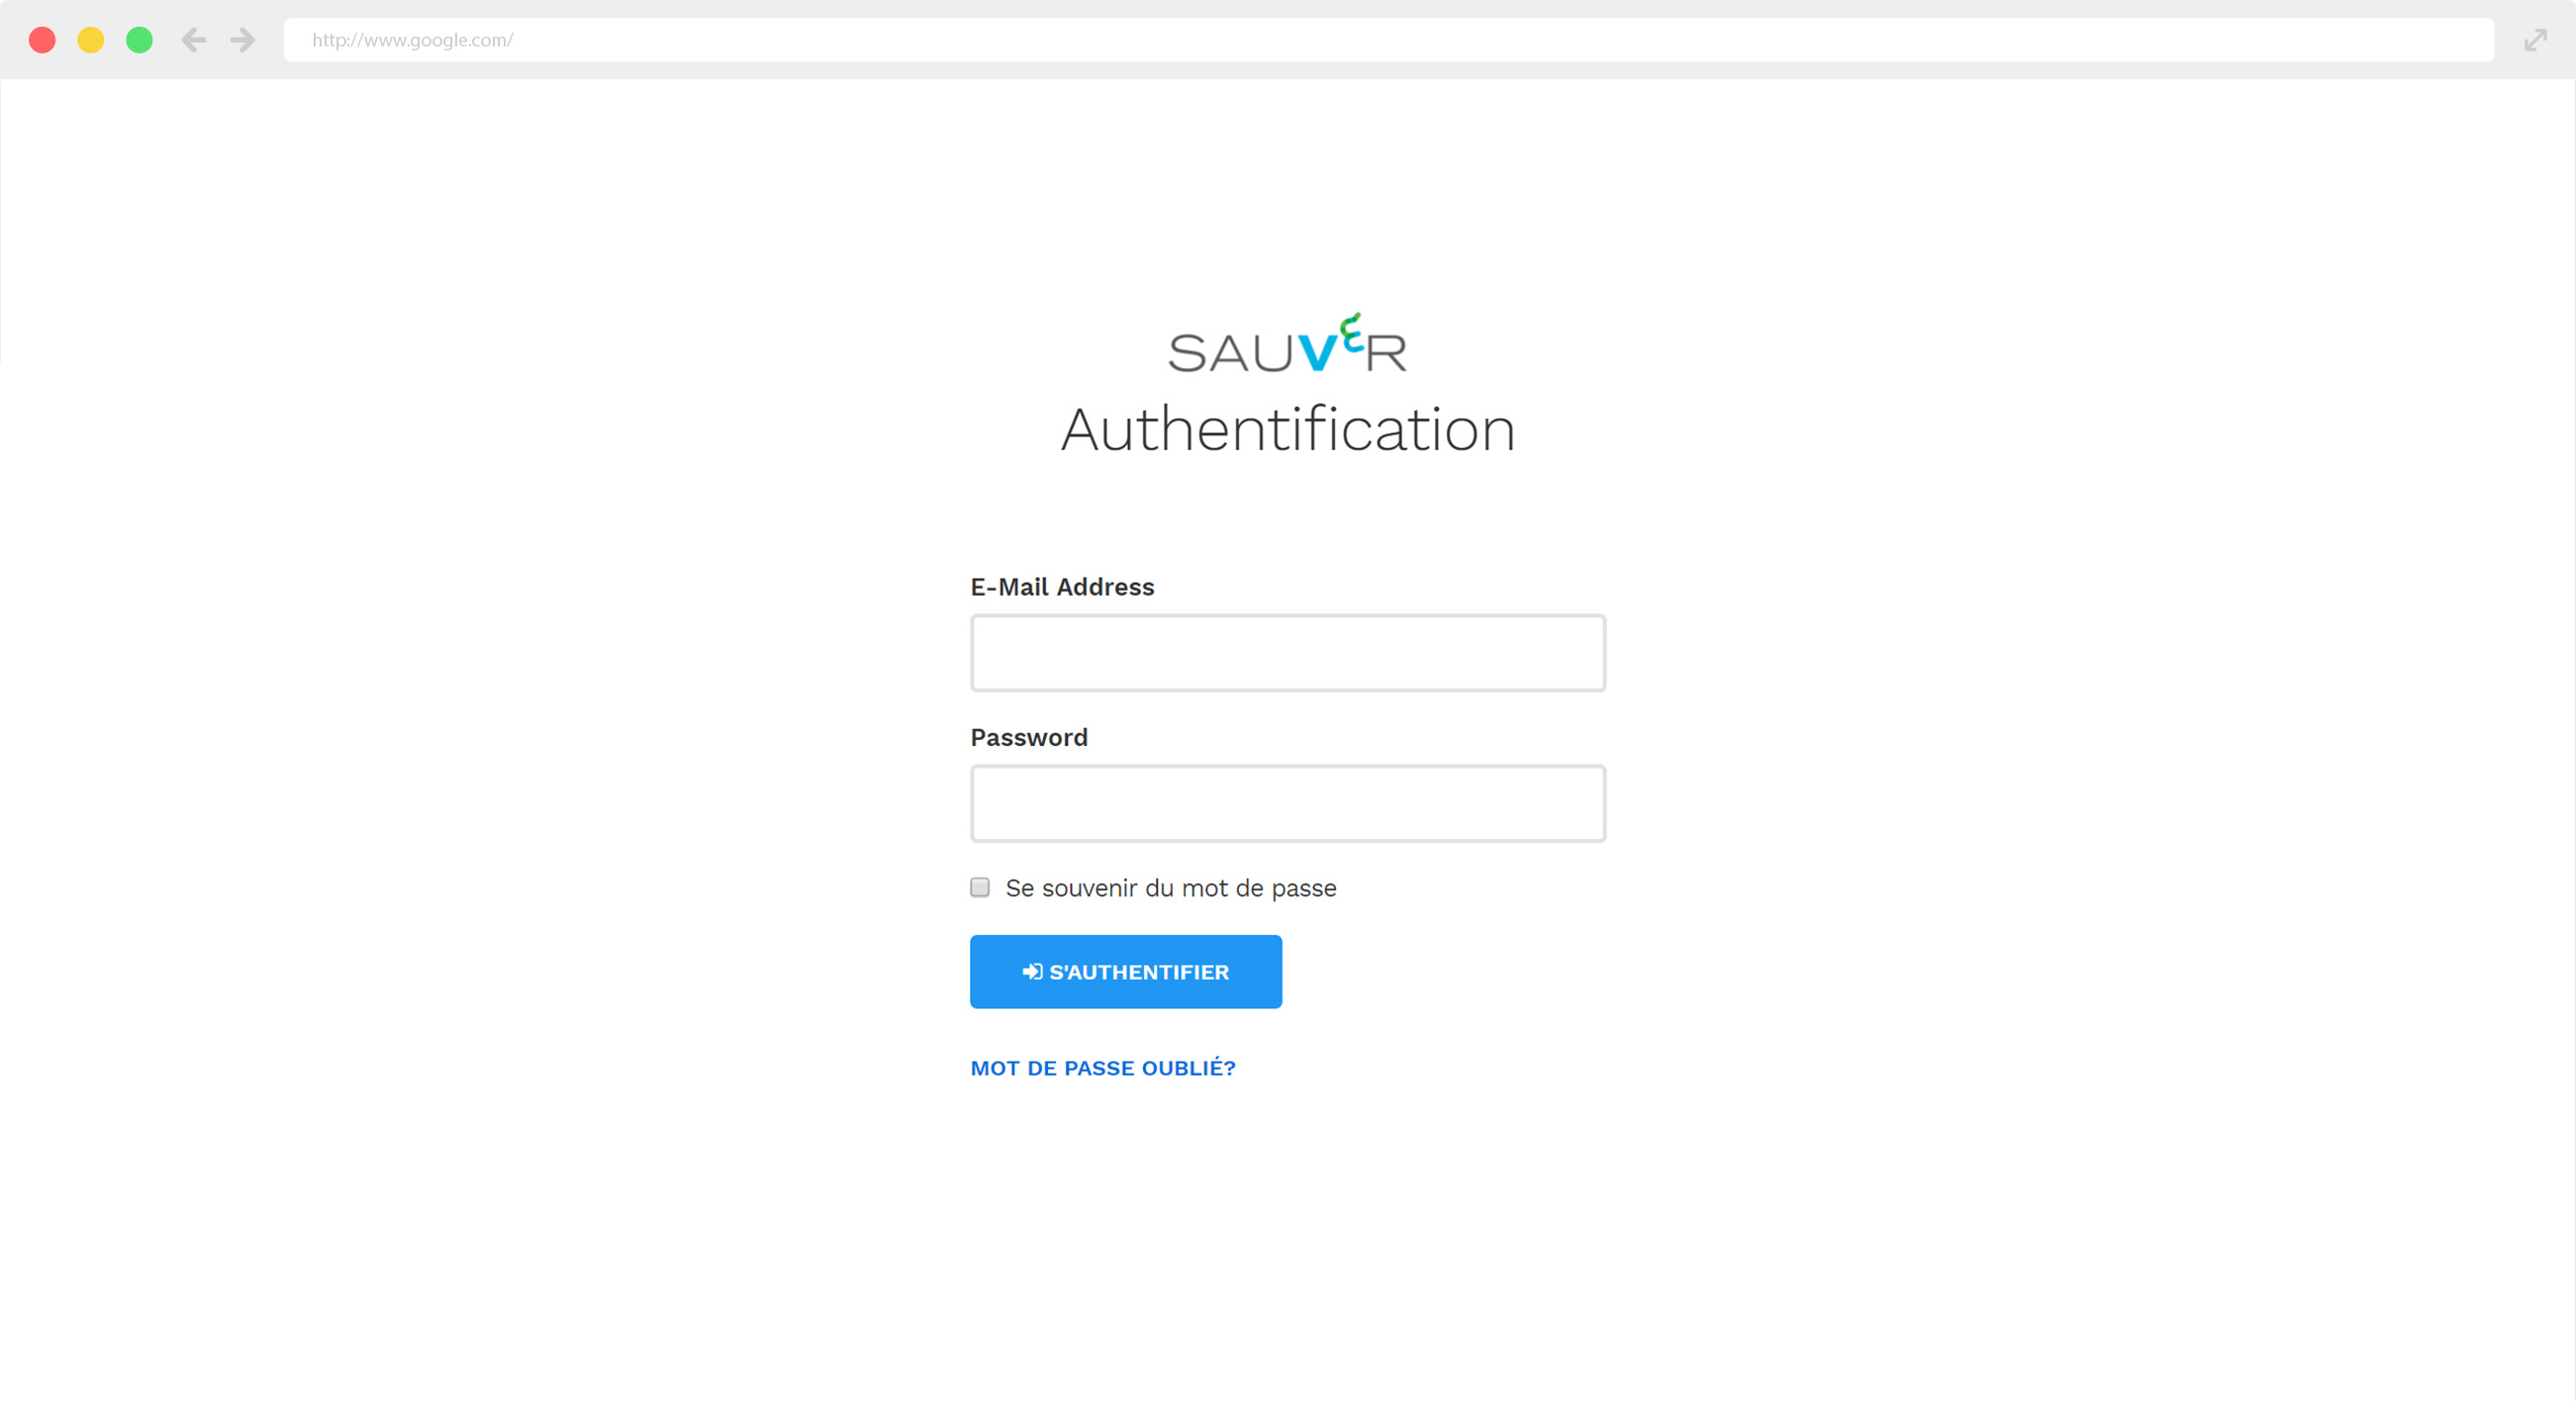 http://www.google.com/
SAUVER
Authentification
E-Mail Address
Password
Se souvenir du mot de passe
S'AUTHENTIFIER
MOT DE PASSE OUBLIÉ?